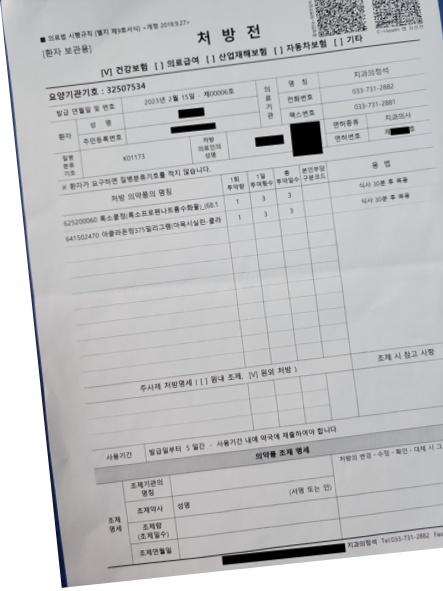 ■ 의료법 시행규칙 [별지 제9호서식] <개정 2018.9.27>
처 방 전
[환자 보관용]
[V] 건강보험 [ ] 의료급여 [ ] 산업재해보험 [ ] 자동차보험 [ ] 기타
요양기관기호 : 32507534
발급 연월일 및 번호 2023년 2월 15일 - 제00006호
의료기관
명 칭 치과의정석
전화번호 033-731-2882
팩스번호 033-731-2881
환자
성 명
주민등록번호
질병분류기호 K01173
처방 의료인의 성명
면허종류 치과의사
면허번호 제
※ 환자가 요구하면 질병분류기호를 적지 않습니다.
처방 의약품의 명칭 1회 투약량 1일 투여횟수 총 투약일수 본인부담 구분코드 용 법
625200060 록소쿨정(록소프로펜나트륨수화물)_(68.1 1 3 3 식사 30분 후 복용
641502470 아클라온정375밀리그램(아목시실린-클라 1 3 3 식사 30분 후 복용
주사제 처방명세 ( [ ] 원내 조제, [V] 원외 처방 ) 조제 시 참고 사항
사용기간 발급일부터 5 일간 · 사용기간 내에 약국에 제출하여야 합니다.
의약품 조제 명세
조제 명세
조제기관의 명칭 처방의 변경·수정·확인·대체 시 그
조제약사 성명 (서명 또는 인)
조제량 (조제일수)
조제연월일
치과의정석 Tel:033-731-2882